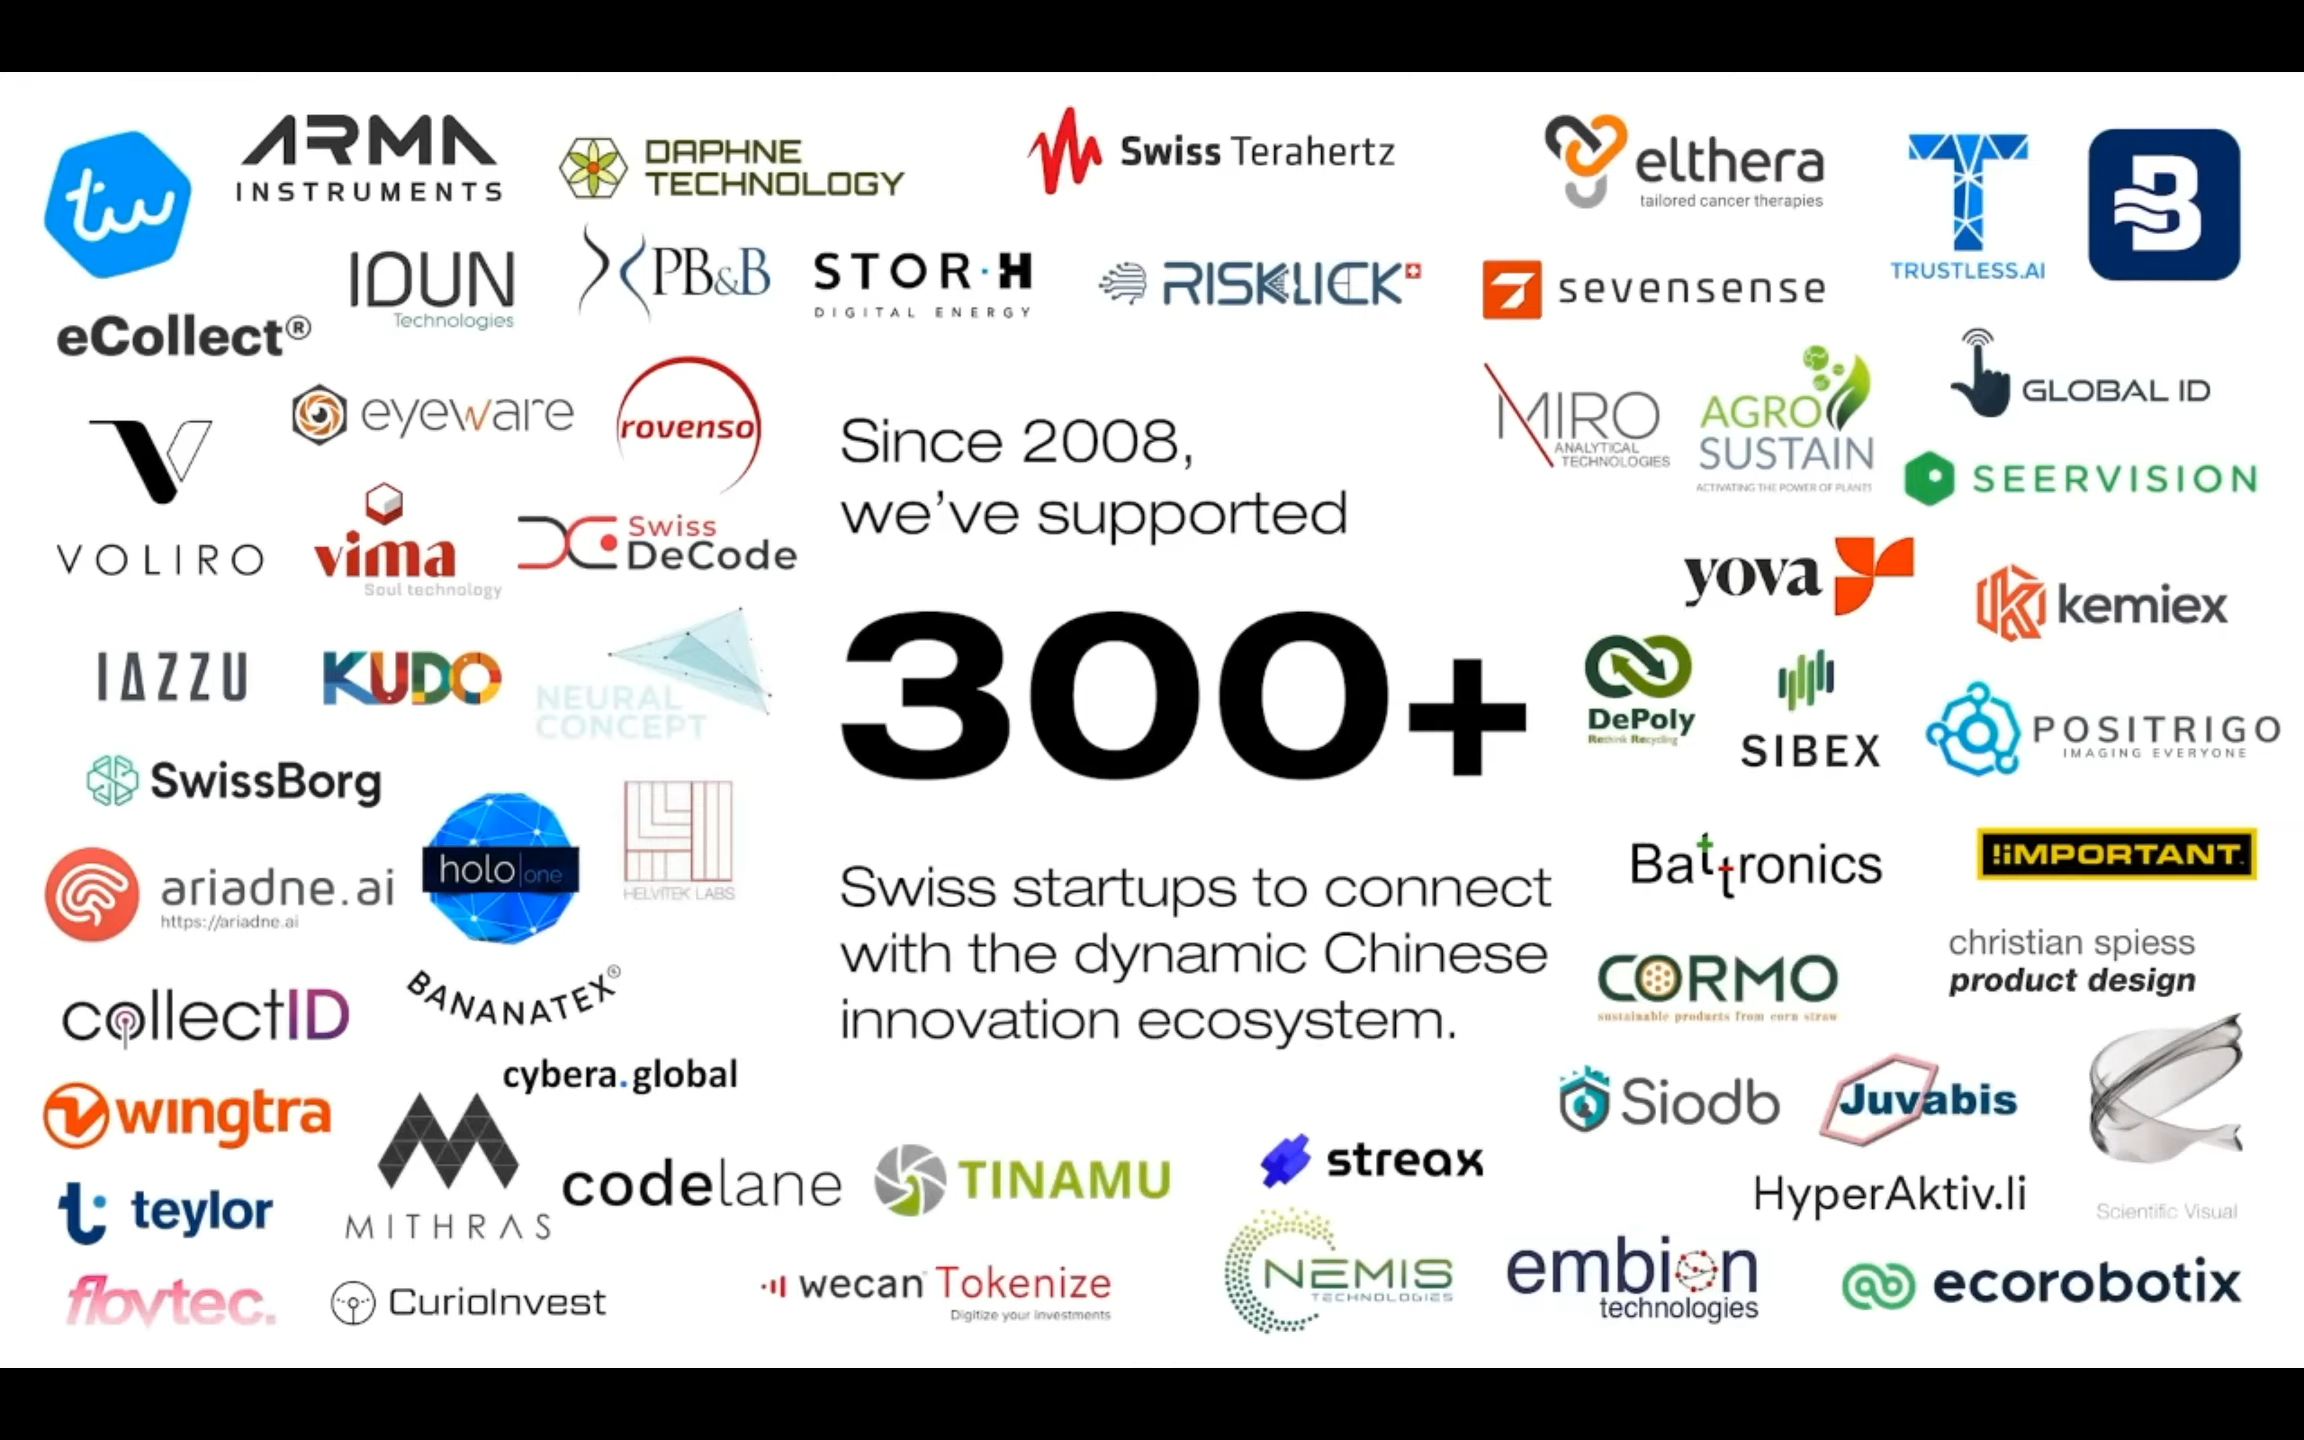 tw
ARMA
INSTRUMENTS
DAPHNE
TECHNOLOGY
Swiss Terahertz
elthera
tailored cancer therapies
TRUSTLESS.AI
B
IDUN
Technologies
PB&B
STOR·H
DIGITAL ENERGY
RISKLICK
sevensense
eCollect®
eyeware
rovenso
MIRO
ANALYTICAL
TECHNOLOGIES
AGRO
SUSTAIN
ACTIVATING THE POWER OF PLANTS
GLOBAL ID
SEERVISION
VOLIRO
vima
Soul technology
Swiss
DeCode
Since 2008,
we've supported
300+
Swiss startups to connect
with the dynamic Chinese
innovation ecosystem.
yova
kemiex
IAZZU
KUDO
NEURAL
CONCEPT
DePoly
Rethink Recycling
SIBEX
POSITRIGO
IMAGING EVERYONE
SwissBorg
holo|one
HELVITEK LABS
ariadne.ai
https://ariadne.ai
Battronics
!iMPORTANT.
collectID
BANANATEX®
CORMO
sustainable products from corn straw
christian spiess
product design
cybera.global
wingtra
MITHRAS
Siodb
Juvabis
Scientific Visual
teylor
codelane
TINAMU
streax
HyperAktiv.li
flovtec.
CurioInvest
wecan Tokenize
Digitize your investments
NEMIS
TECHNOLOGIES
embion
technologies
ecorobotix